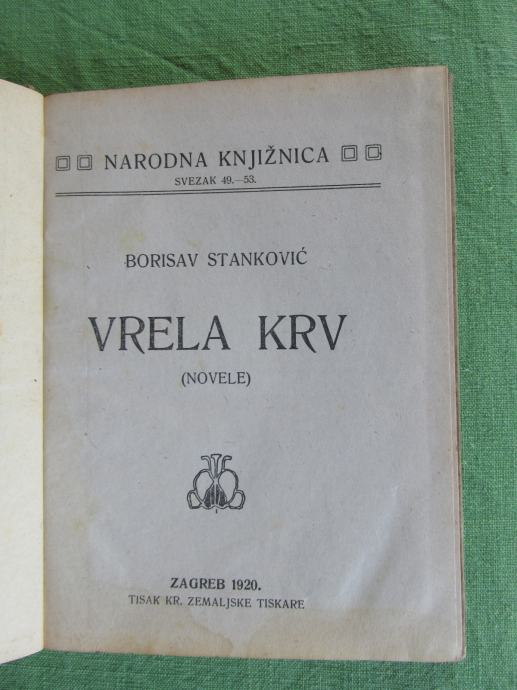 NARODNA KNJIŽNICA
SVEZAK 49.—53.
BORISAV STANKOVIĆ
VRELA KRV
(NOVELE)
ZAGREB 1920.
TISAK KR. ZEMALJSKE TISKARE